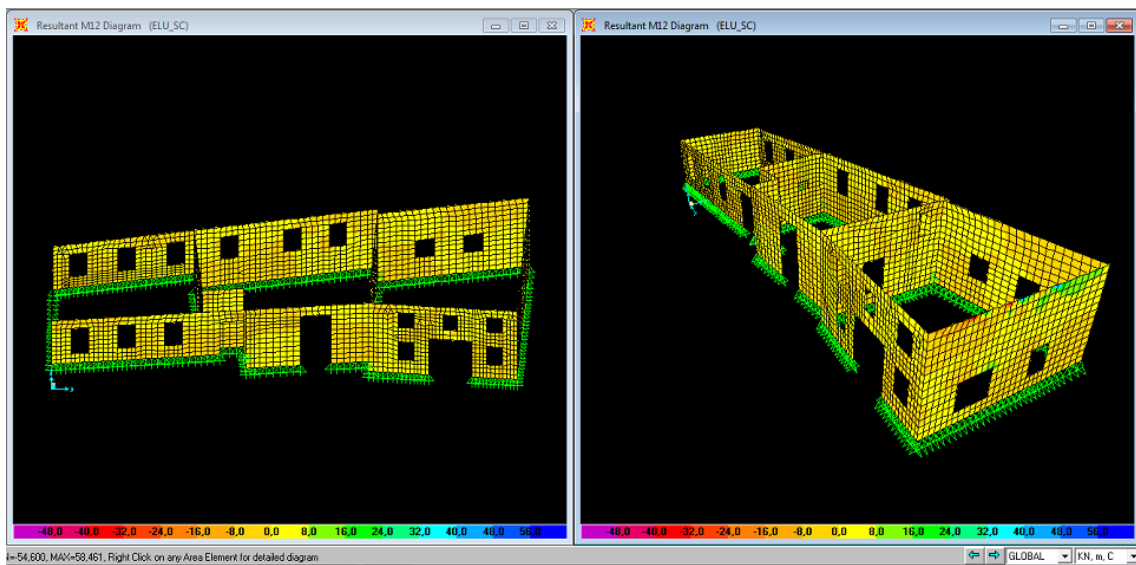 Resultant M12 Diagram (ELU_SC)
Resultant M12 Diagram (ELU_SC)
-48,0 -40,0 -32,0 -24,0 -16,0 -8,0 0,0 8,0 16,0 24,0 32,0 40,0 48,0 56,0
-48,0 -40,0 -32,0 -24,0 -16,0 -8,0 0,0 8,0 16,0 24,0 32,0 40,0 48,0 56,0
=-54,600, MAX=58,461, Right Click on any Area Element for detailed diagram
GLOBAL
KN, m, C